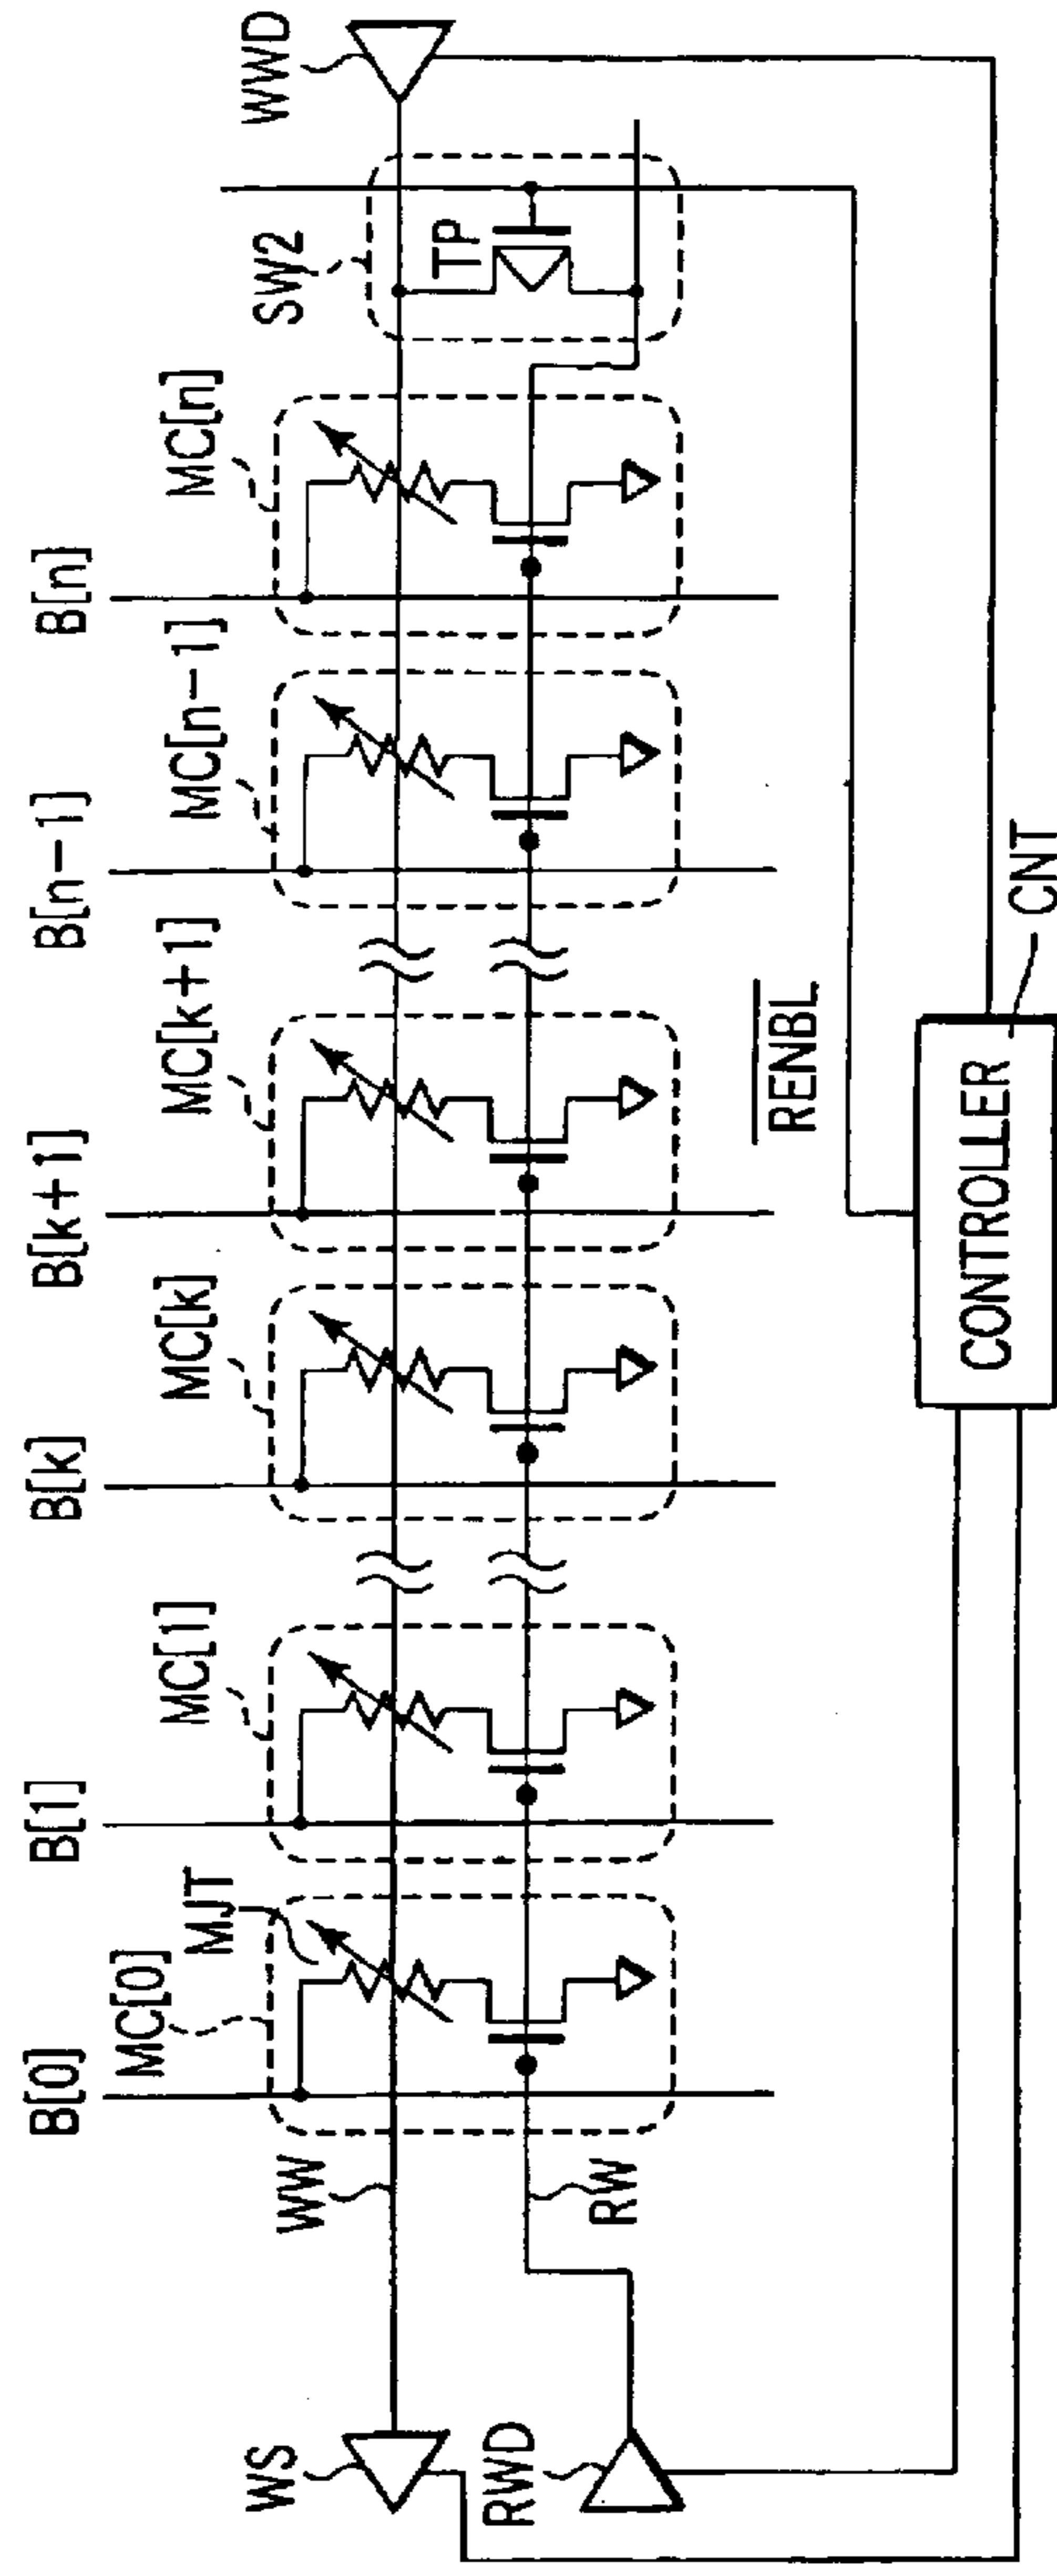 B[0]
B[1]
B[k]
B[k+1]
B[n−1]
B[n]
MC[0]
MJT
MC[1]
MC[k]
MC[k+1]
MC[n−1]
MC[n]
SW2
TP
WWD
WS
WW
RW
RWD
R̅E̅N̅B̅L̅
CONTROLLER
CNT